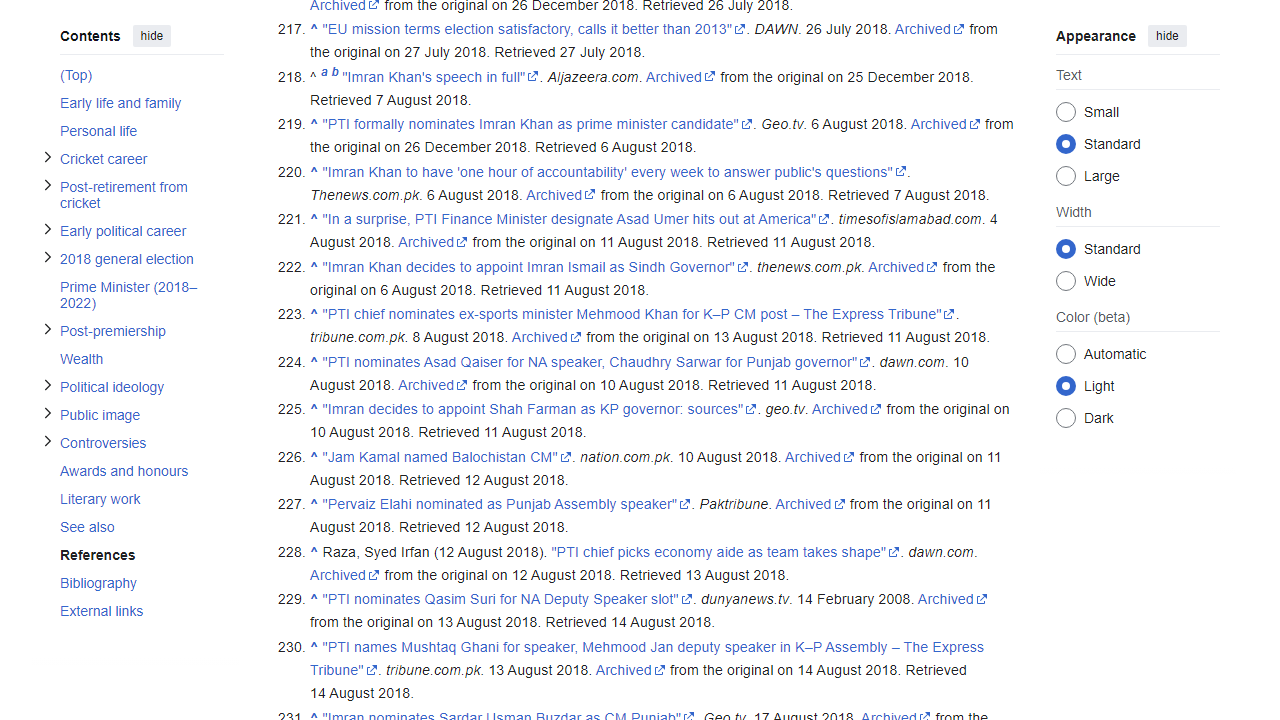 Contents hide
(Top)
Early life and family
Personal life
Cricket career
Post-retirement from
cricket
Early political career
2018 general election
Prime Minister (2018–
2022)
Post-premiership
Wealth
Political ideology
Public image
Controversies
Awards and honours
Literary work
See also
References
Bibliography
External links
Archived from the original on 26 December 2018. Retrieved 26 July 2018.
217. ^ "EU mission terms election satisfactory, calls it better than 2013". DAWN. 26 July 2018. Archived from
the original on 27 July 2018. Retrieved 27 July 2018.
218. ^ a b "Imran Khan's speech in full". Aljazeera.com. Archived from the original on 25 December 2018.
Retrieved 7 August 2018.
219. ^ "PTI formally nominates Imran Khan as prime minister candidate". Geo.tv. 6 August 2018. Archived from
the original on 26 December 2018. Retrieved 6 August 2018.
220. ^ "Imran Khan to have 'one hour of accountability' every week to answer public's questions".
Thenews.com.pk. 6 August 2018. Archived from the original on 6 August 2018. Retrieved 7 August 2018.
221. ^ "In a surprise, PTI Finance Minister designate Asad Umer hits out at America". timesofislamabad.com. 4
August 2018. Archived from the original on 11 August 2018. Retrieved 11 August 2018.
222. ^ "Imran Khan decides to appoint Imran Ismail as Sindh Governor". thenews.com.pk. Archived from the
original on 6 August 2018. Retrieved 11 August 2018.
223. ^ "PTI chief nominates ex-sports minister Mehmood Khan for K–P CM post – The Express Tribune".
tribune.com.pk. 8 August 2018. Archived from the original on 13 August 2018. Retrieved 11 August 2018.
224. ^ "PTI nominates Asad Qaiser for NA speaker, Chaudhry Sarwar for Punjab governor". dawn.com. 10
August 2018. Archived from the original on 10 August 2018. Retrieved 11 August 2018.
225. ^ "Imran decides to appoint Shah Farman as KP governor: sources". geo.tv. Archived from the original on
10 August 2018. Retrieved 11 August 2018.
226. ^ "Jam Kamal named Balochistan CM". nation.com.pk. 10 August 2018. Archived from the original on 11
August 2018. Retrieved 12 August 2018.
227. ^ "Pervaiz Elahi nominated as Punjab Assembly speaker". Paktribune. Archived from the original on 11
August 2018. Retrieved 12 August 2018.
228. ^ Raza, Syed Irfan (12 August 2018). "PTI chief picks economy aide as team takes shape". dawn.com.
Archived from the original on 12 August 2018. Retrieved 13 August 2018.
229. ^ "PTI nominates Qasim Suri for NA Deputy Speaker slot". dunyanews.tv. 14 February 2008. Archived
from the original on 13 August 2018. Retrieved 14 August 2018.
230. ^ "PTI names Mushtaq Ghani for speaker, Mehmood Jan deputy speaker in K–P Assembly – The Express
Tribune". tribune.com.pk. 13 August 2018. Archived from the original on 14 August 2018. Retrieved
14 August 2018.
231. ^ "Imran nominates Sardar Usman Buzdar as CM Punjab". Geo.tv. 17 August 2018. Archived from the
Appearance hide
Text
Small
Standard
Large
Width
Standard
Wide
Color (beta)
Automatic
Light
Dark